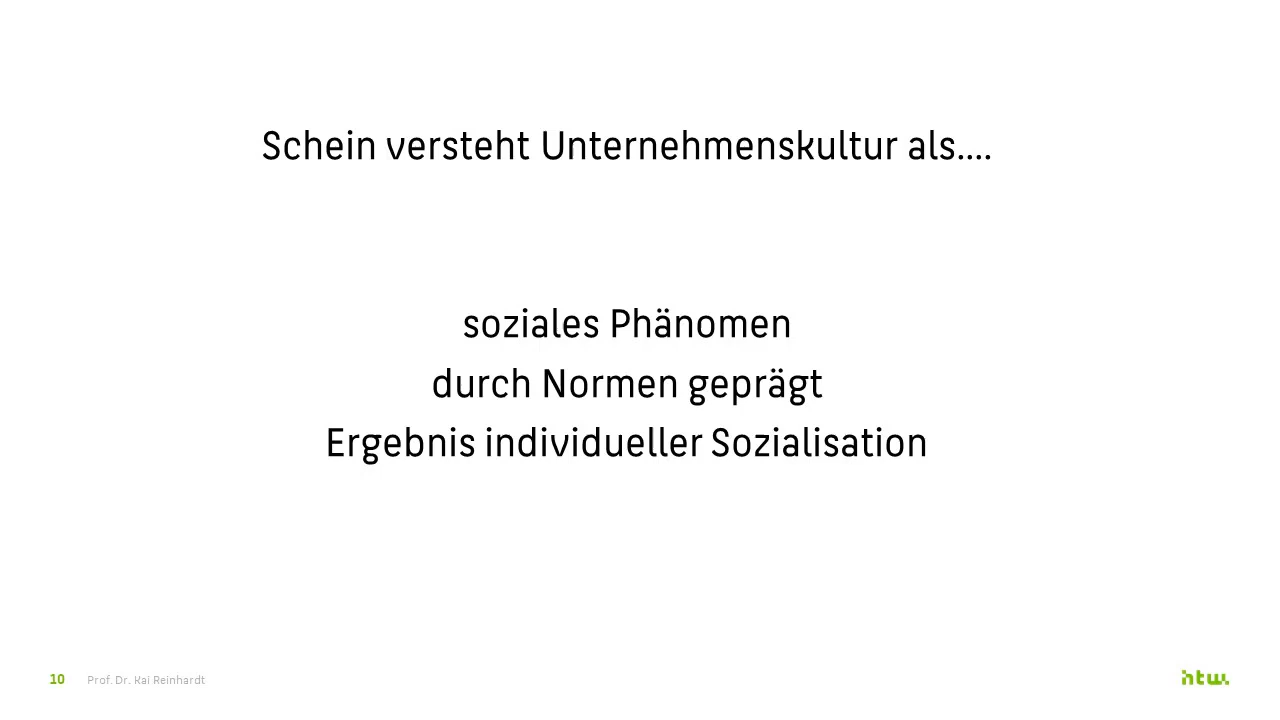 Schein versteht Unternehmenskultur als....
soziales Phänomen
durch Normen geprägt
Ergebnis individueller Sozialisation
10 Prof. Dr. Kai Reinhardt
htw.